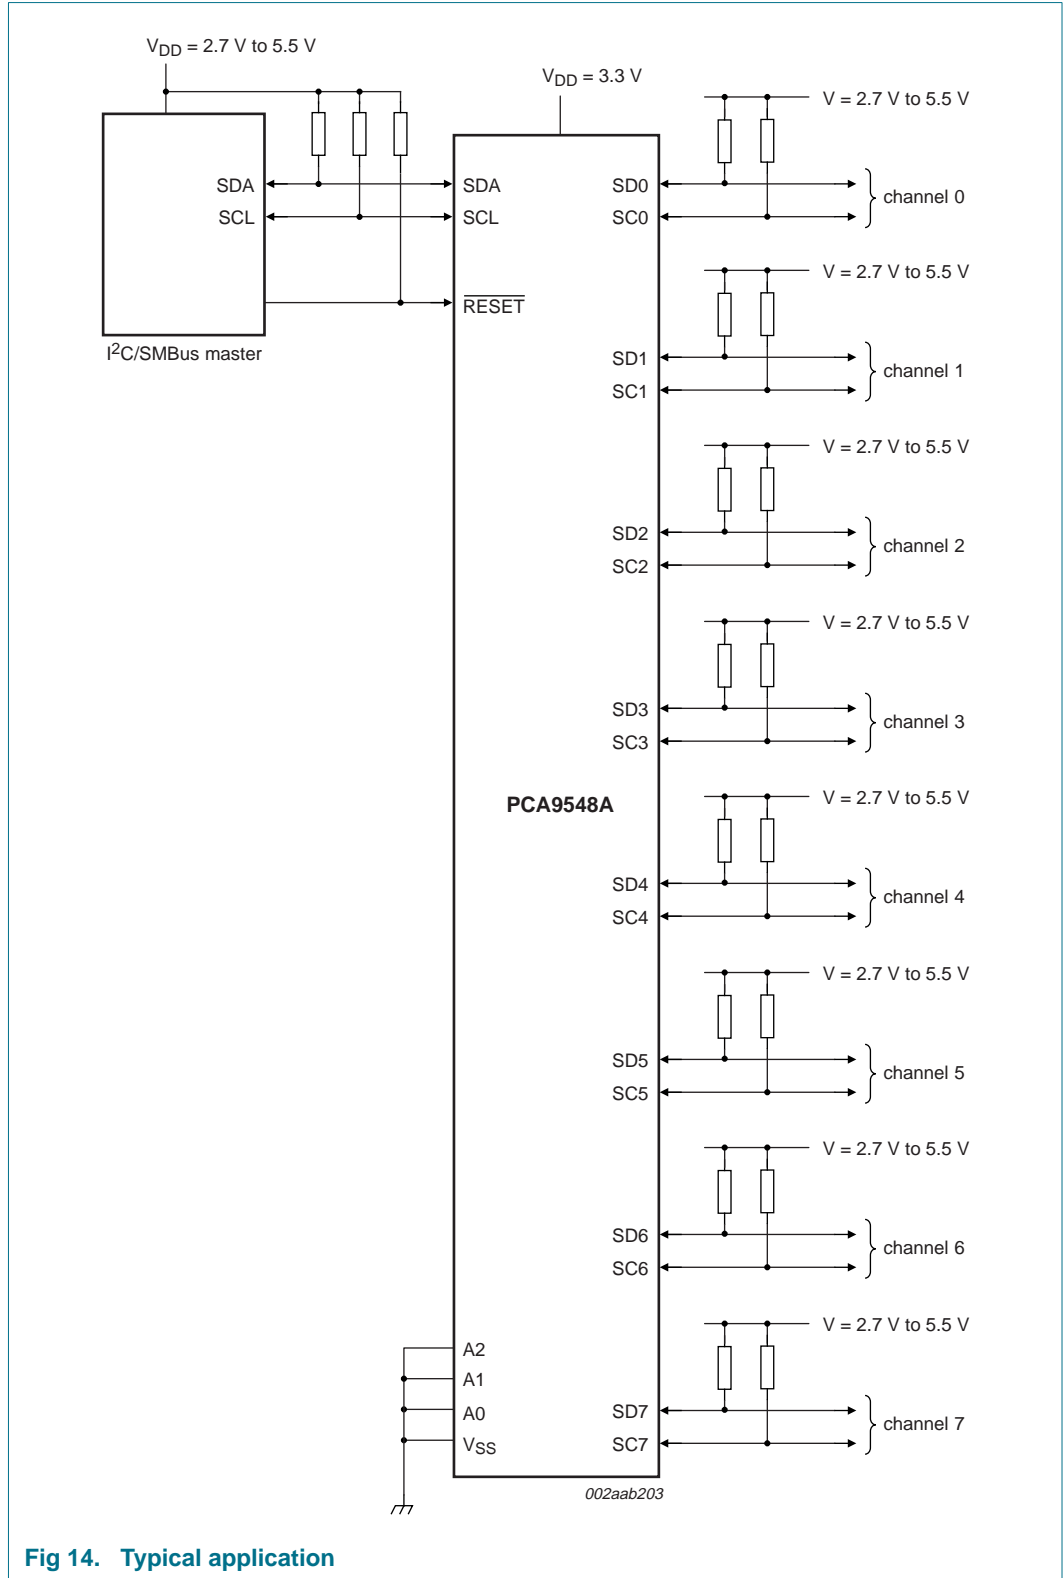 V_DD = 2.7 V to 5.5 V
V_DD = 3.3 V
V = 2.7 V to 5.5 V
SDA
SCL
I²C/SMBus master
SDA
SCL
RESET
SD0
SC0
channel 0
V = 2.7 V to 5.5 V
SD1
SC1
channel 1
V = 2.7 V to 5.5 V
SD2
SC2
channel 2
V = 2.7 V to 5.5 V
SD3
SC3
channel 3
PCA9548A
V = 2.7 V to 5.5 V
SD4
SC4
channel 4
V = 2.7 V to 5.5 V
SD5
SC5
channel 5
V = 2.7 V to 5.5 V
SD6
SC6
channel 6
V = 2.7 V to 5.5 V
A2
A1
A0
V_SS
SD7
SC7
channel 7
002aab203
Fig 14. Typical application